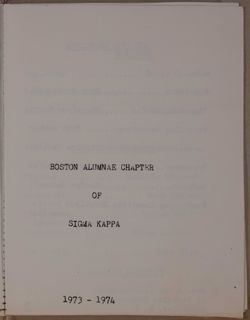 BOSTON ALUMNAE CHAPTER
OF
SIGMA KAPPA
1973 - 1974